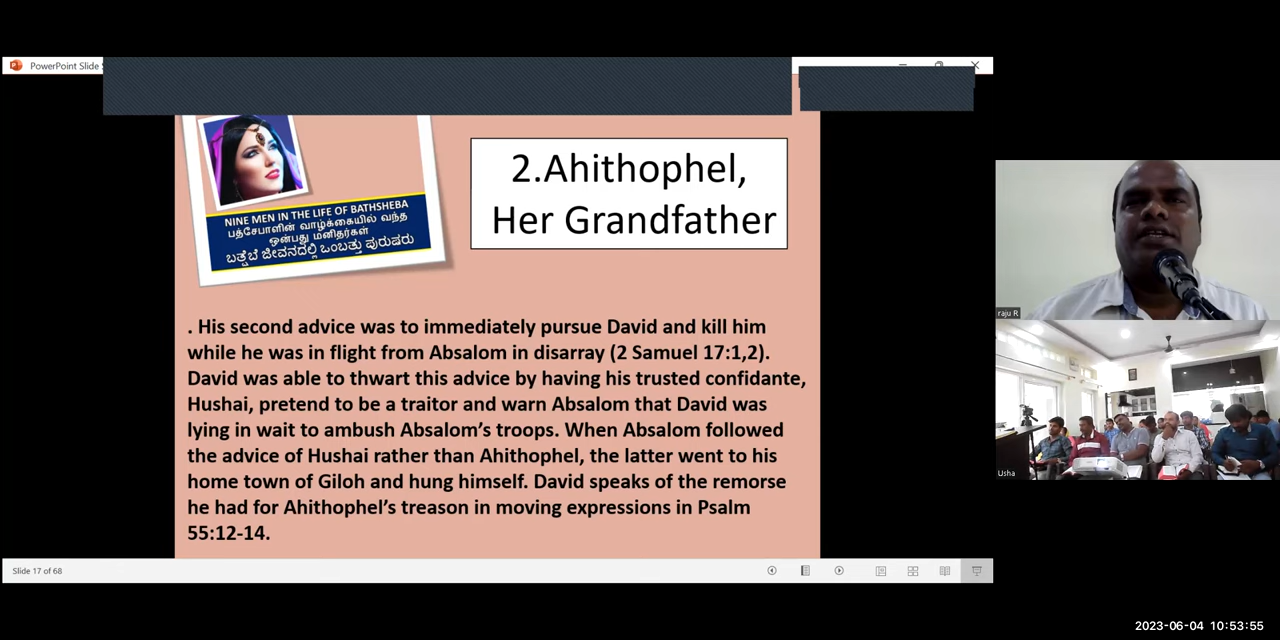 PowerPoint Slide
2.Ahithophel,
Her Grandfather
NINE MEN IN THE LIFE OF BATHSHEBA
பத்சேபாளின் வாழ்க்கையில் வந்த
ஒன்பது மனிதர்கள்
ಬತ್ಷೆಬೆ ಜೀವನದಲ್ಲಿ ಒಂಬತ್ತು ಪುರುಷರು
. His second advice was to immediately pursue David and kill him
while he was in flight from Absalom in disarray (2 Samuel 17:1,2).
David was able to thwart this advice by having his trusted confidante,
Hushai, pretend to be a traitor and warn Absalom that David was
lying in wait to ambush Absalom’s troops. When Absalom followed
the advice of Hushai rather than Ahithophel, the latter went to his
home town of Giloh and hung himself. David speaks of the remorse
he had for Ahithophel’s treason in moving expressions in Psalm
55:12-14.
Slide 17 of 68
raju R
Usha
2023-06-04 10:53:55